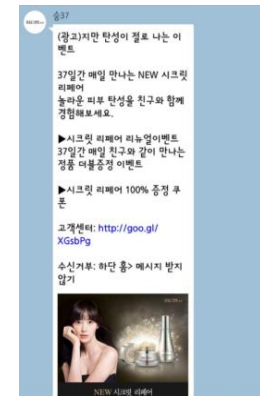 숨37
(광고)지만 탄성이 절로 나는 이
벤트
37일간 매일 만나는 NEW 시크릿
리페어
놀라운 피부 탄성을 친구와 함께
경험해보세요.
▶시크릿 리페어 리뉴얼이벤트
37일간 매일 친구와 같이 만나는
정품 더블증정 이벤트
▶시크릿 리페어 100% 증정 쿠
폰
고객센터: http://goo.gl/
XGsbPg
수신거부: 하단 홈> 메시지 받지
않기
NEW 시크릿 리페어